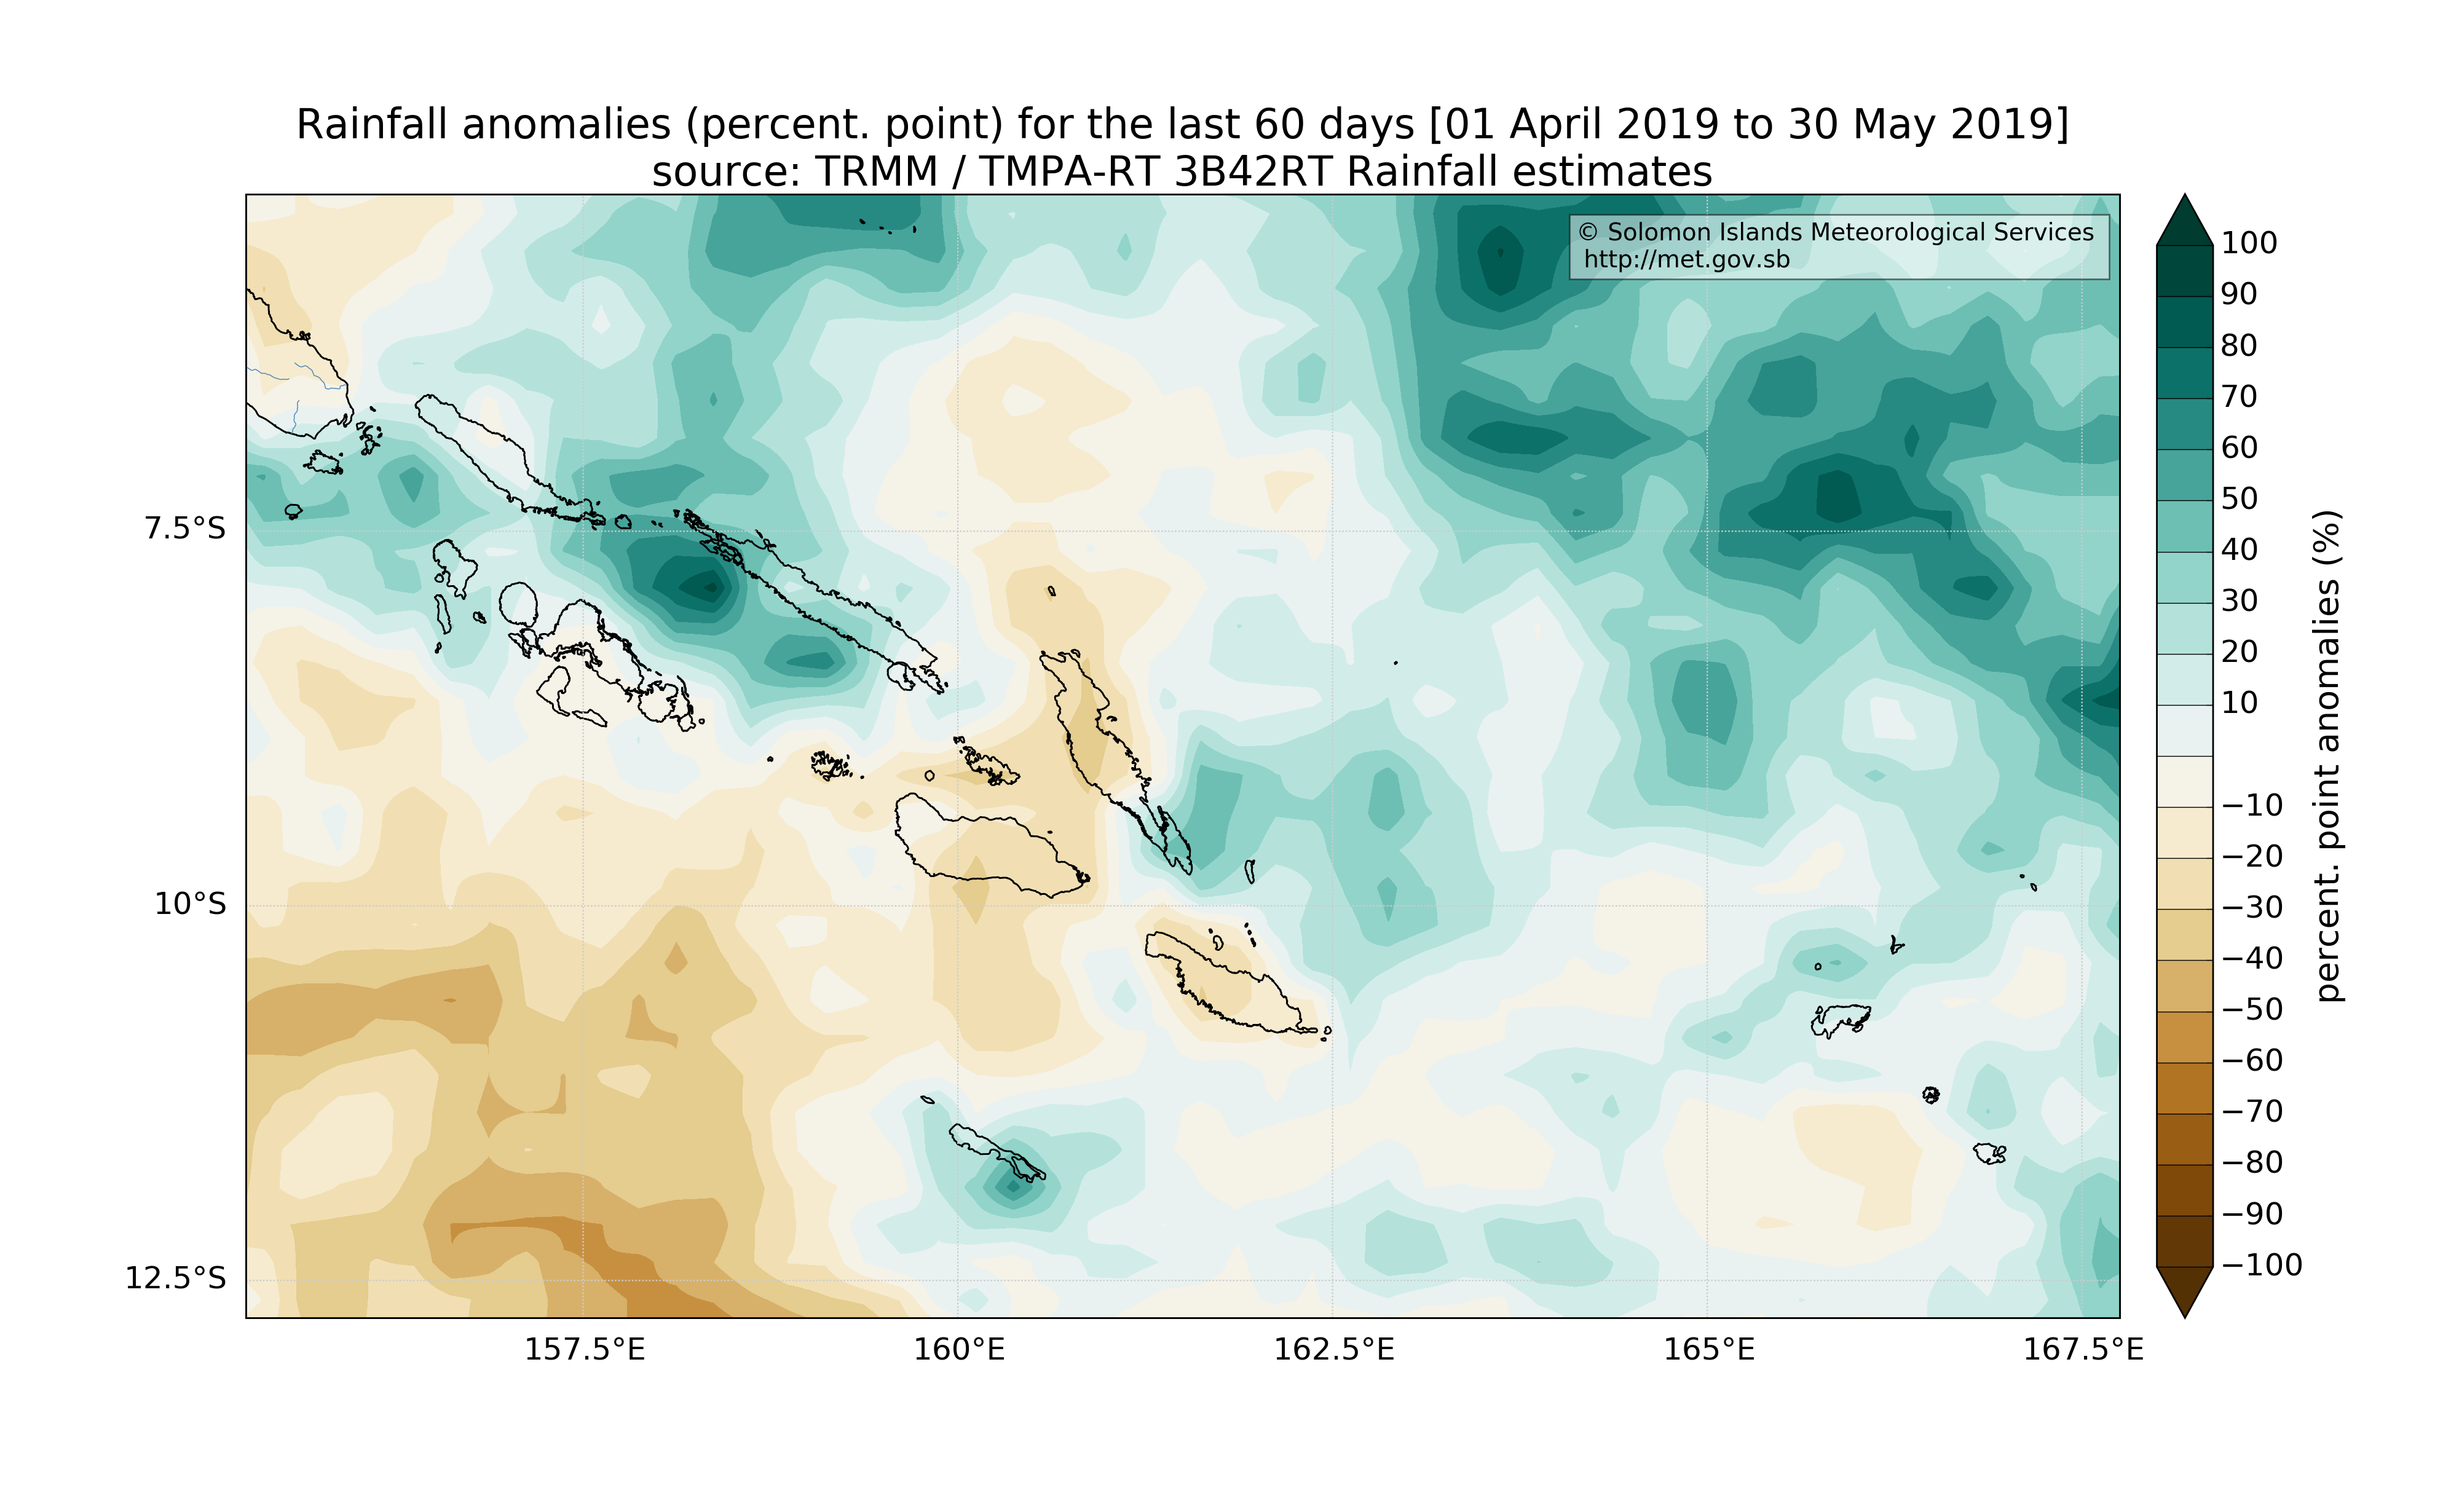 Rainfall anomalies (percent. point) for the last 60 days [01 April 2019 to 30 May 2019]
source: TRMM / TMPA-RT 3B42RT Rainfall estimates
© Solomon Islands Meteorological Services
http://met.gov.sb
7.5°S
10°S
12.5°S
157.5°E
160°E
162.5°E
165°E
167.5°E
100
90
80
70
60
50
40
30
20
10
−10
−20
−30
−40
−50
−60
−70
−80
−90
−100
percent. point anomalies (%)